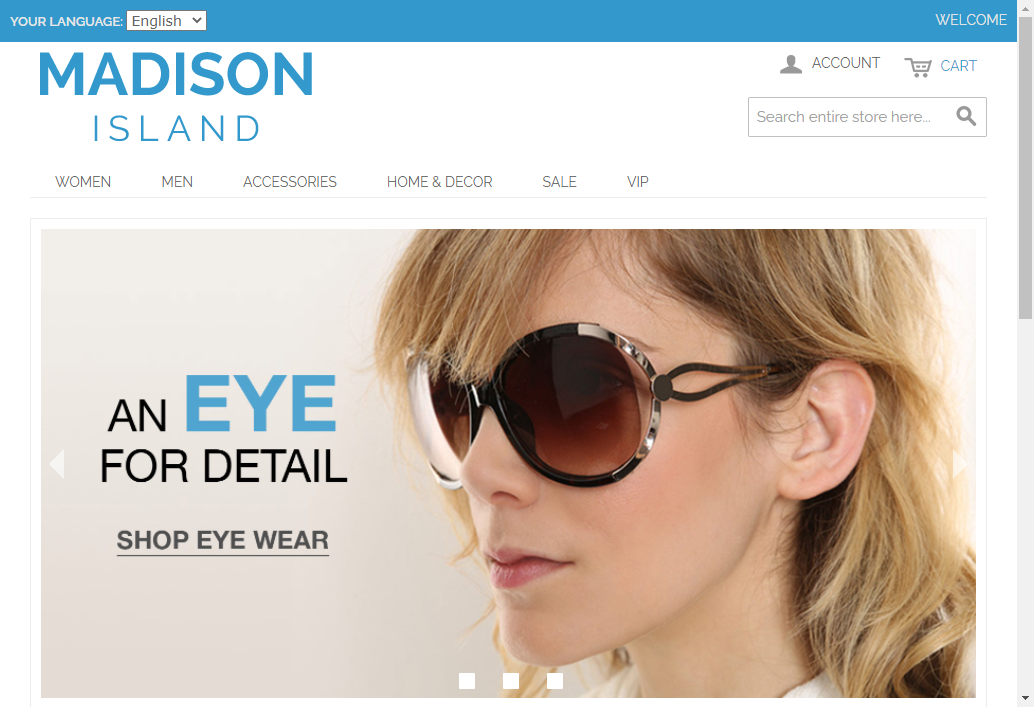 YOUR LANGUAGE: English
WELCOME
MADISON
ISLAND
ACCOUNT
CART
Search entire store here...
WOMEN
MEN
ACCESSORIES
HOME & DECOR
SALE
VIP
AN EYE
FOR DETAIL
SHOP EYE WEAR